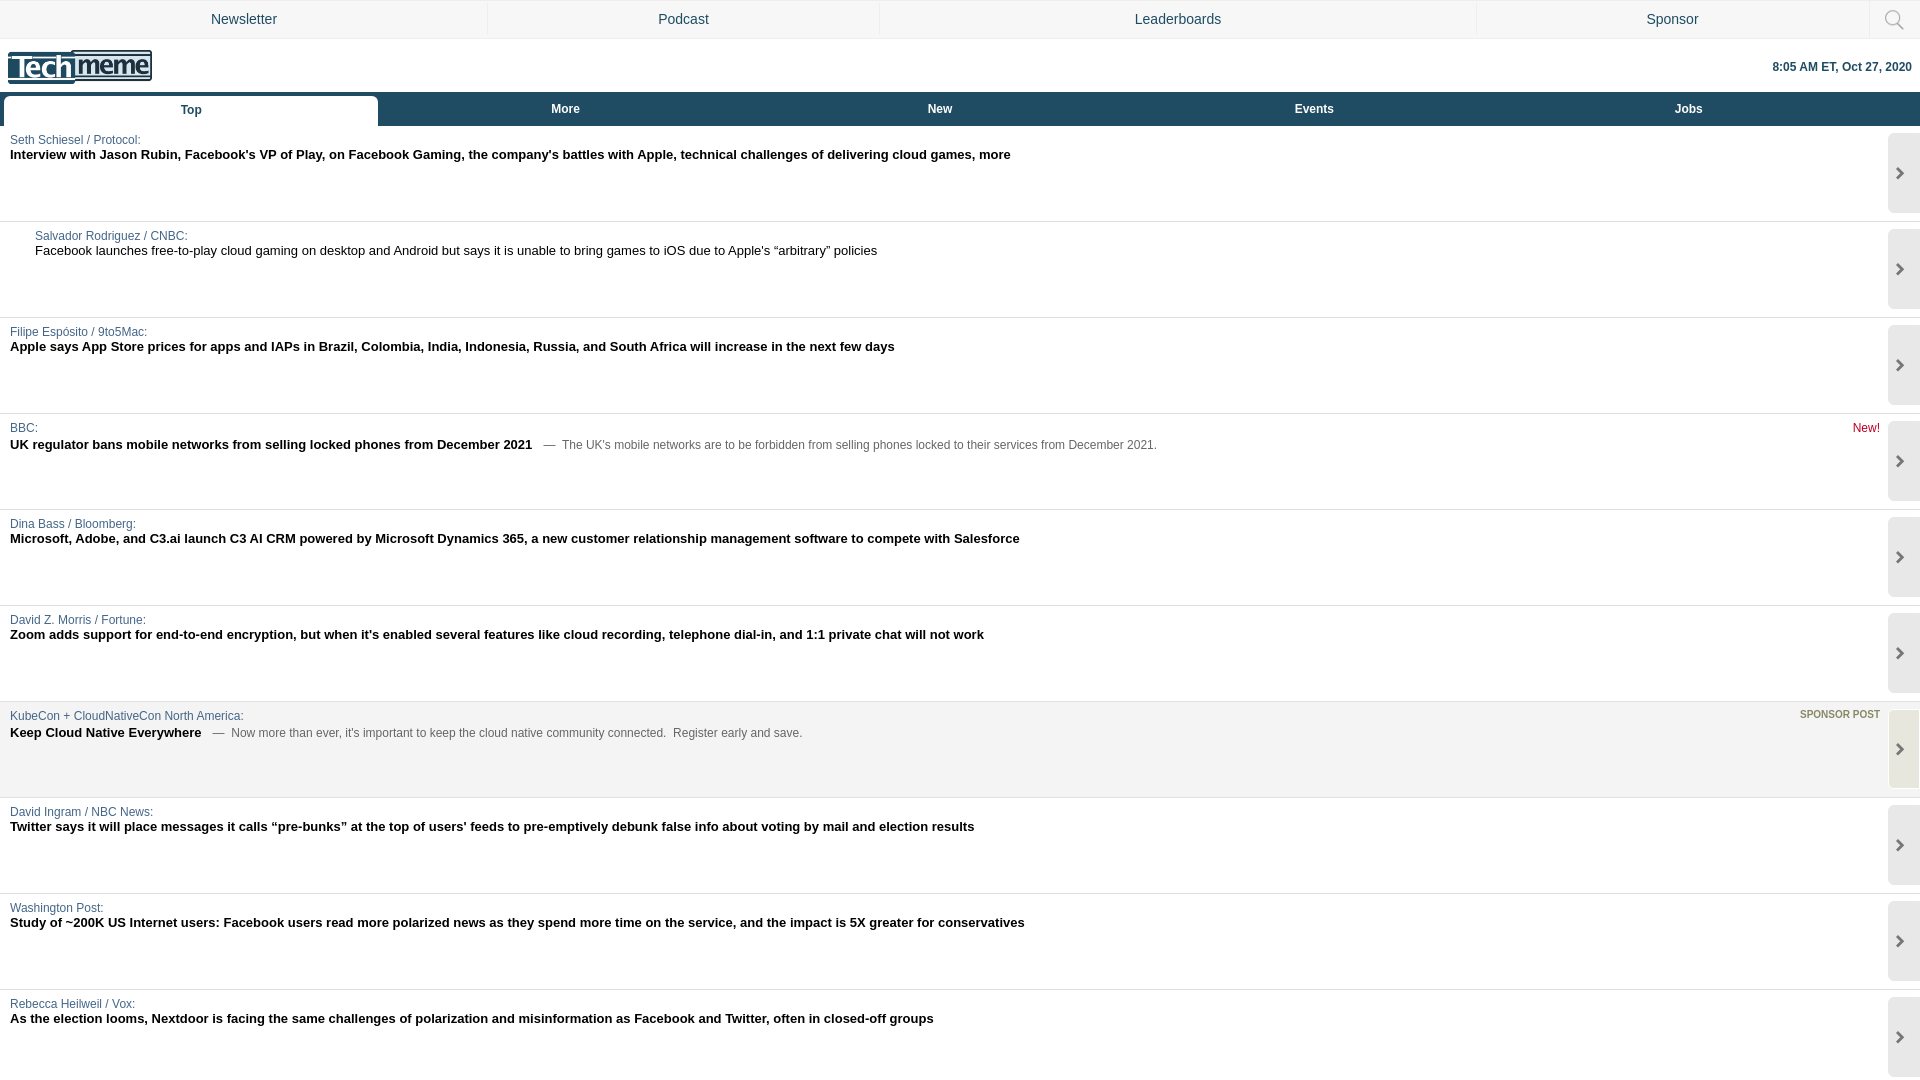 Newsletter
Podcast
Leaderboards
Sponsor
Techmeme
8:05 AM ET, Oct 27, 2020
Top
More
New
Events
Jobs
Seth Schiesel / Protocol:
Interview with Jason Rubin, Facebook's VP of Play, on Facebook Gaming, the company's battles with Apple, technical challenges of delivering cloud games, more
Salvador Rodriguez / CNBC:
Facebook launches free-to-play cloud gaming on desktop and Android but says it is unable to bring games to iOS due to Apple's “arbitrary” policies
Filipe Espósito / 9to5Mac:
Apple says App Store prices for apps and IAPs in Brazil, Colombia, India, Indonesia, Russia, and South Africa will increase in the next few days
BBC:
New!
UK regulator bans mobile networks from selling locked phones from December 2021 — The UK's mobile networks are to be forbidden from selling phones locked to their services from December 2021.
Dina Bass / Bloomberg:
Microsoft, Adobe, and C3.ai launch C3 AI CRM powered by Microsoft Dynamics 365, a new customer relationship management software to compete with Salesforce
David Z. Morris / Fortune:
Zoom adds support for end-to-end encryption, but when it's enabled several features like cloud recording, telephone dial-in, and 1:1 private chat will not work
KubeCon + CloudNativeCon North America:
SPONSOR POST
Keep Cloud Native Everywhere — Now more than ever, it's important to keep the cloud native community connected. Register early and save.
David Ingram / NBC News:
Twitter says it will place messages it calls “pre-bunks” at the top of users' feeds to pre-emptively debunk false info about voting by mail and election results
Washington Post:
Study of ~200K US Internet users: Facebook users read more polarized news as they spend more time on the service, and the impact is 5X greater for conservatives
Rebecca Heilweil / Vox:
As the election looms, Nextdoor is facing the same challenges of polarization and misinformation as Facebook and Twitter, often in closed-off groups